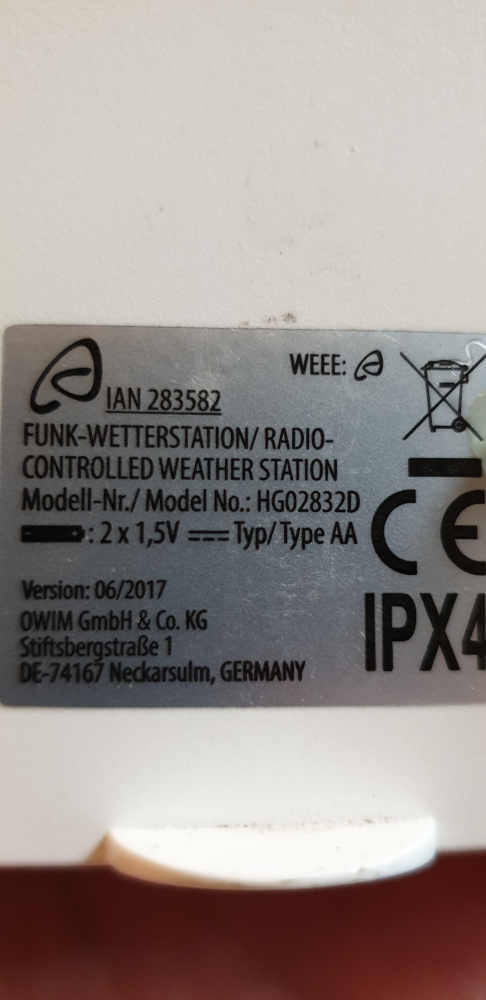 WEEE:
IAN 283582
FUNK-WETTERSTATION/ RADIO-
CONTROLLED WEATHER STATION
Modell-Nr./ Model No.: HG02832D
: 2 x 1,5V Typ/ Type AA
CE
Version: 06/2017
OWIM GmbH & Co. KG
Stiftsbergstraße 1
DE-74167 Neckarsulm, GERMANY
IPX4